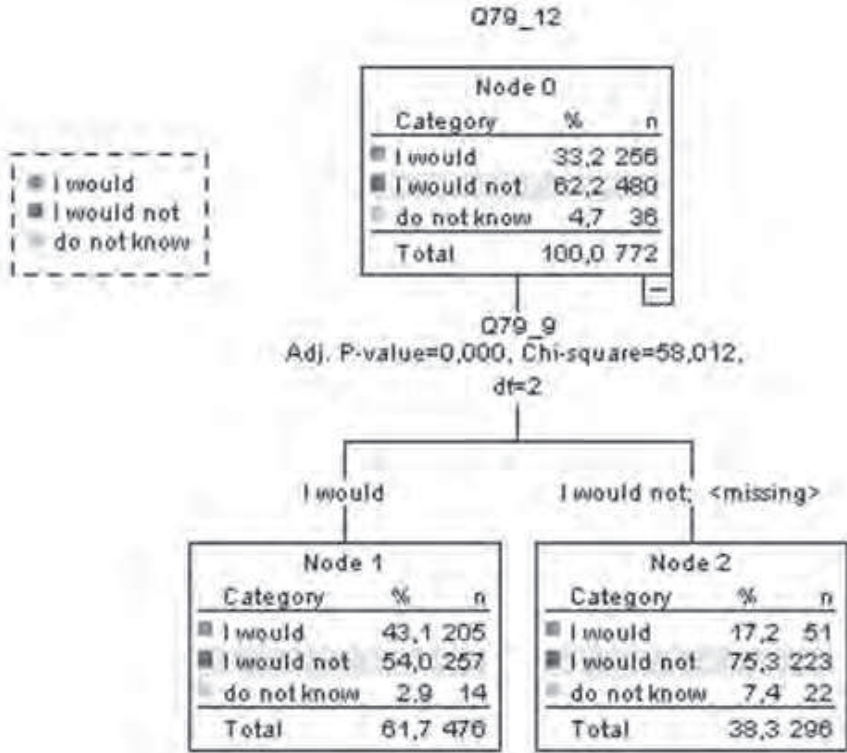 Q79_12
Node 0
Category % n
I would 33,2 256
I would not 62,2 480
do not know 4,7 36
Total 100,0 772
I would
I would not
do not know
Q79_9
Adj. P-value=0,000, Chi-square=58,012,
df=2
I would
I would not; <missing>
Node 1
Category % n
I would 43,1 205
I would not 54,0 257
do not know 2,9 14
Total 61,7 476
Node 2
Category % n
I would 17,2 51
I would not 75,3 223
do not know 7,4 22
Total 38,3 296